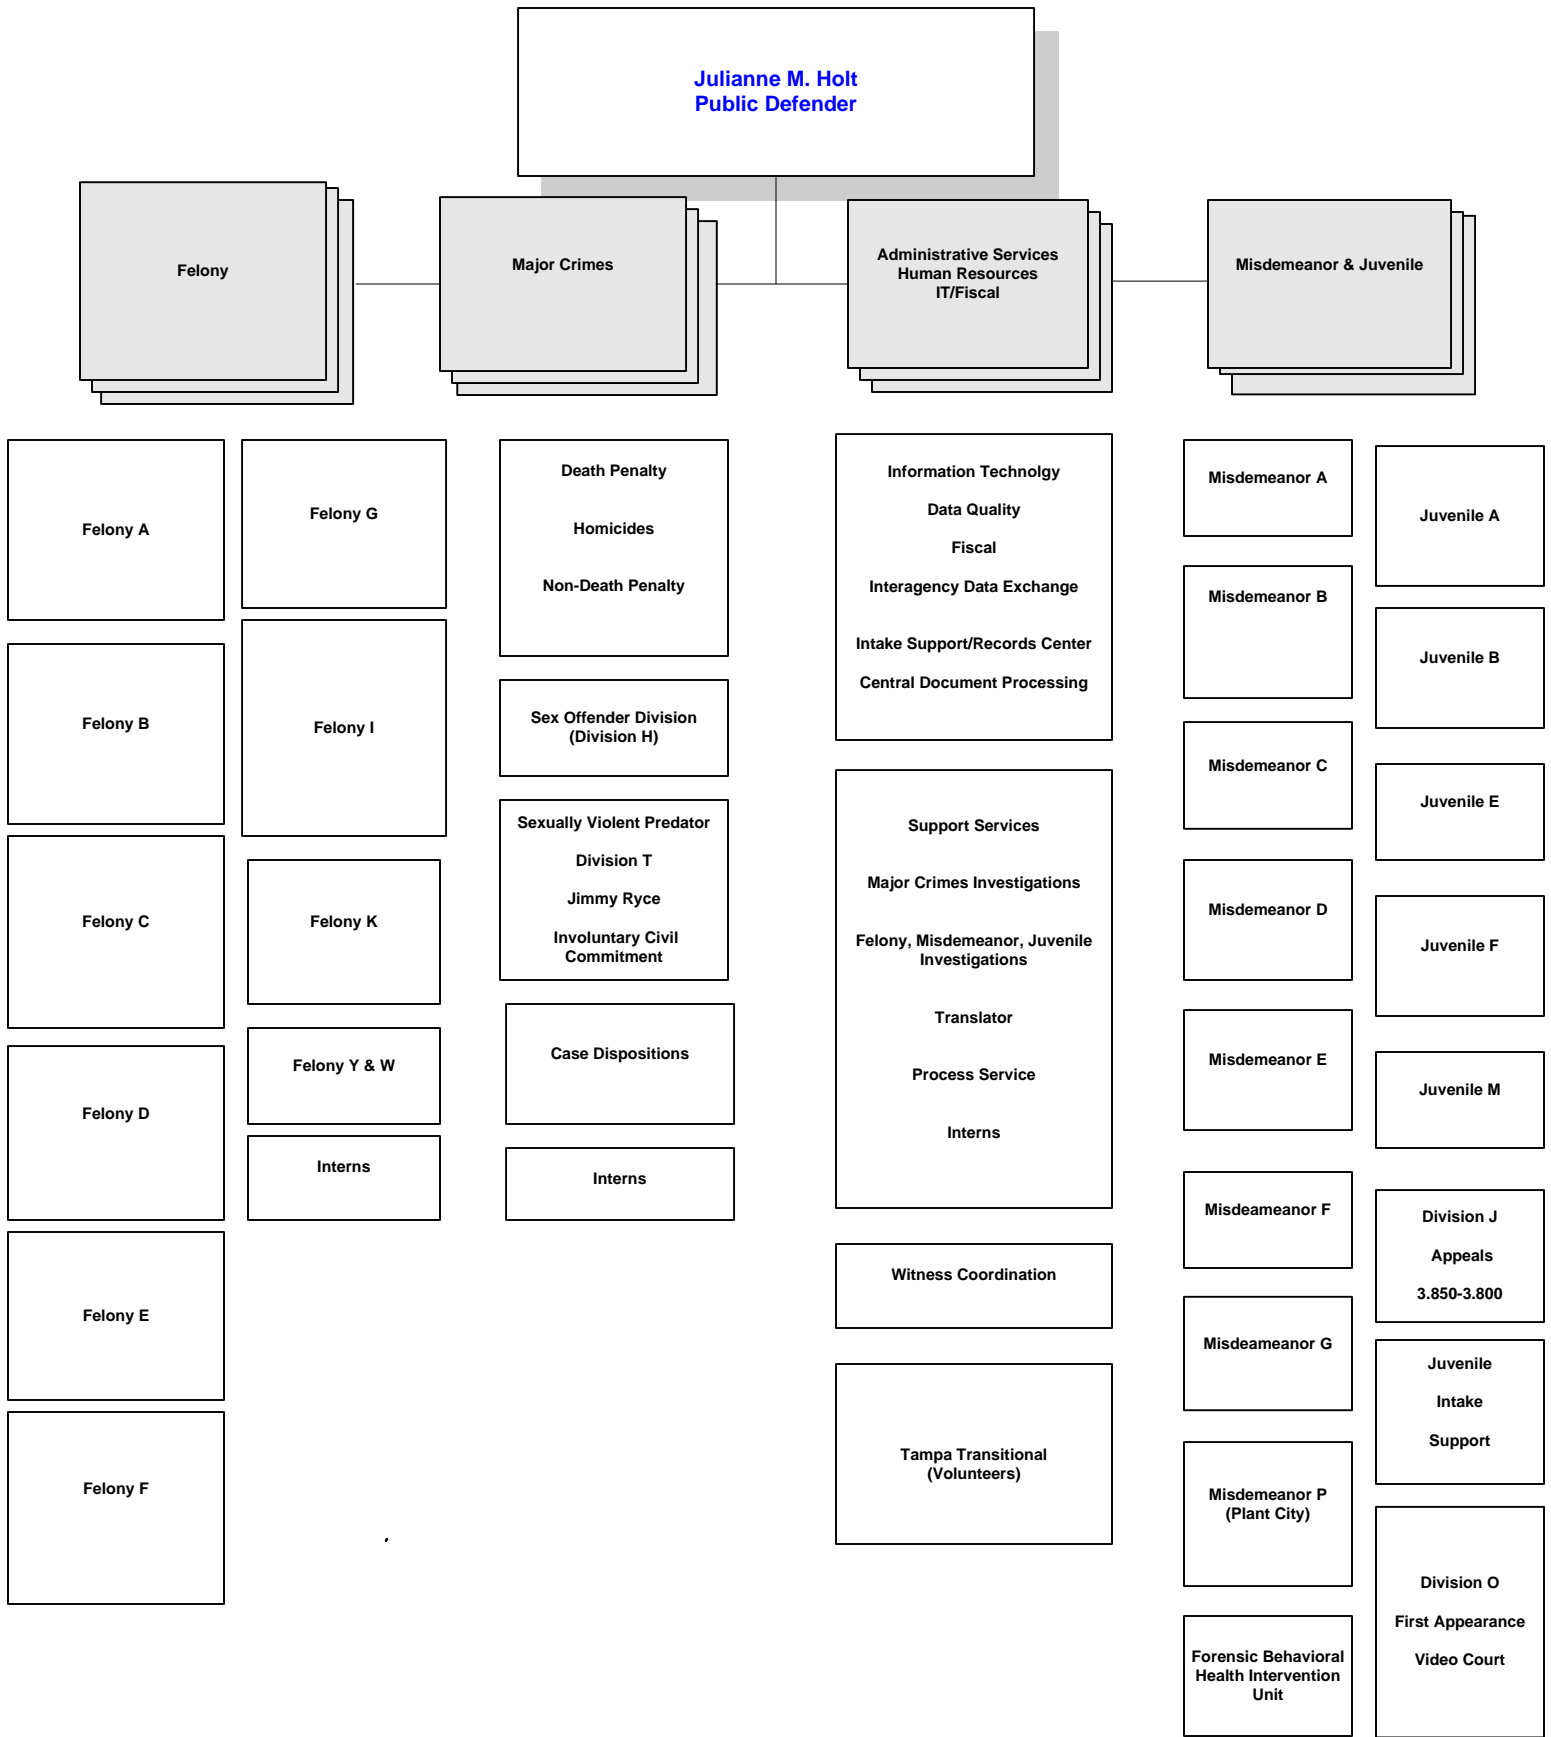 Julianne M. Holt
Public Defender
Felony
Major Crimes
Administrative Services
Human Resources
IT/Fiscal
Misdemeanor & Juvenile
Felony A
Felony B
Felony C
Felony D
Felony E
Felony F
Felony G
Felony I
Felony K
Felony Y & W
Interns
Death Penalty
Homicides
Non-Death Penalty
Sex Offender Division
(Division H)
Sexually Violent Predator
Division T
Jimmy Ryce
Involuntary Civil
Commitment
Case Dispositions
Interns
Information Technolgy
Data Quality
Fiscal
Interagency Data Exchange
Intake Support/Records Center
Central Document Processing
Support Services
Major Crimes Investigations
Felony, Misdemeanor, Juvenile
Investigations
Translator
Process Service
Interns
Witness Coordination
Tampa Transitional
(Volunteers)
Misdemeanor A
Misdemeanor B
Misdemeanor C
Misdemeanor D
Misdemeanor E
Misdeameanor F
Misdeameanor G
Misdemeanor P
(Plant City)
Forensic Behavioral
Health Intervention
Unit
Juvenile A
Juvenile B
Juvenile E
Juvenile F
Juvenile M
Division J
Appeals
3.850-3.800
Juvenile
Intake
Support
Division O
First Appearance
Video Court